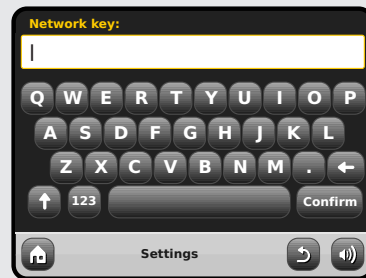 Network key:
Q W E R T Y U I O P
A S D F G H J K L
Z X C V B N M .
123 Confirm
Settings